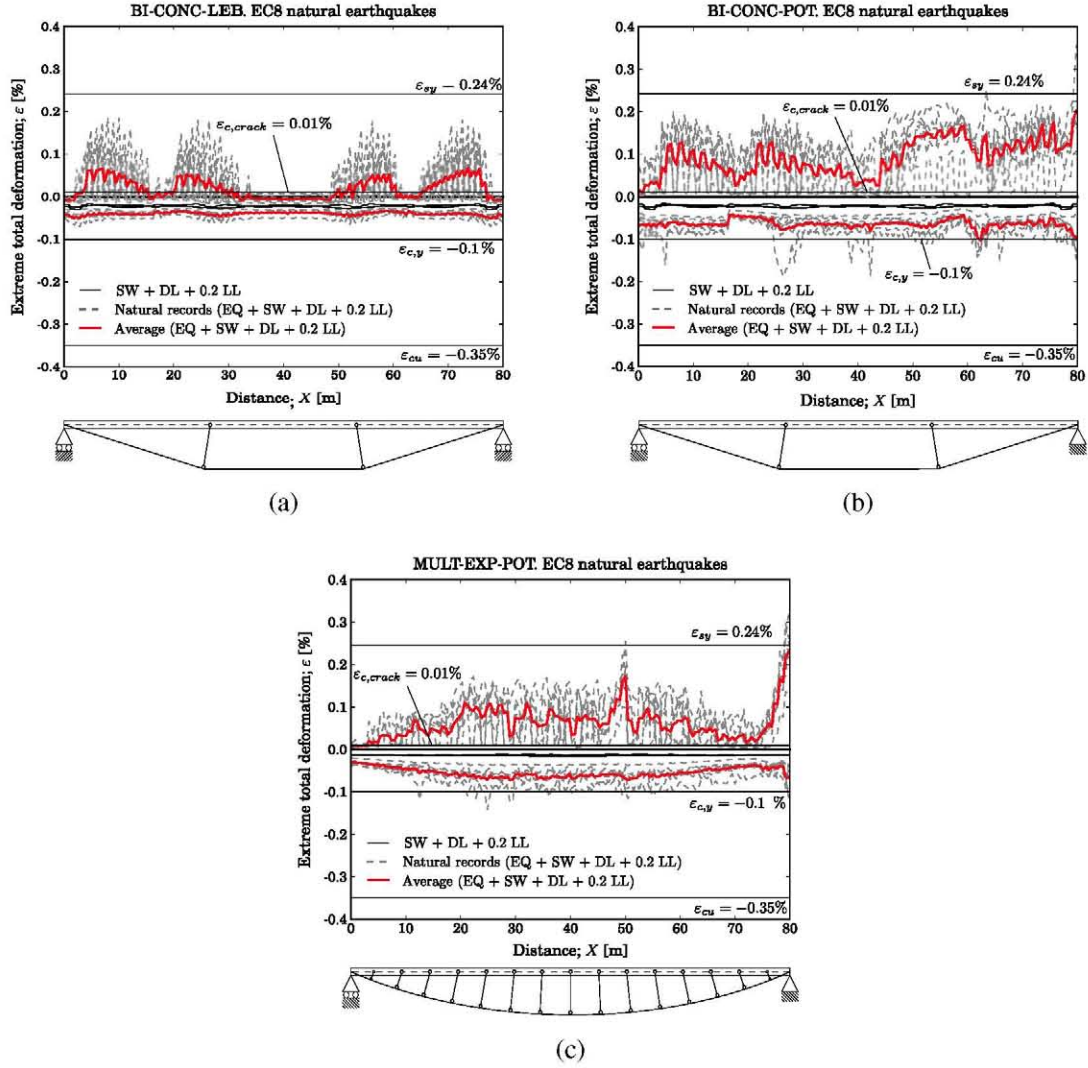 BI-CONC-LEB. EC8 natural earthquakes
Extreme total deformation; ε [%]
0.4
0.3
0.2
0.1
0.0
-0.1
-0.2
-0.3
-0.4
ε_sy − 0.24%
ε_c,crack = 0.01%
ε_c,y = −0.1%
SW + DL + 0.2 LL
Natural records (EQ + SW + DL + 0.2 LL)
Average (EQ + SW + DL + 0.2 LL)
ε_cu = −0.35%
0 10 20 30 40 50 60 70 80
Distance; X [m]
(a)
BI-CONC-POT. EC8 natural earthquakes
Extreme total deformation; ε [%]
0.4
0.3
0.2
0.1
0.0
-0.1
-0.2
-0.3
-0.4
ε_sy = 0.24%
ε_c,crack = 0.01%
ε_c,y = −0.1%
SW + DL + 0.2 LL
Natural records (EQ + SW + DL + 0.2 LL)
Average (EQ + SW + DL + 0.2 LL)
ε_cu = −0.35%
0 10 20 30 40 50 60 70 80
Distance; X [m]
(b)
MULT-EXP-POT. EC8 natural earthquakes
Extreme total deformation; ε [%]
0.4
0.3
0.2
0.1
0.0
-0.1
-0.2
-0.3
-0.4
ε_sy = 0.24%
ε_c,crack = 0.01%
ε_c,y = −0.1 %
SW + DL + 0.2 LL
Natural records (EQ + SW + DL + 0.2 LL)
Average (EQ + SW + DL + 0.2 LL)
ε_cu = −0.35%
0 10 20 30 40 50 60 70 80
Distance; X [m]
(c)